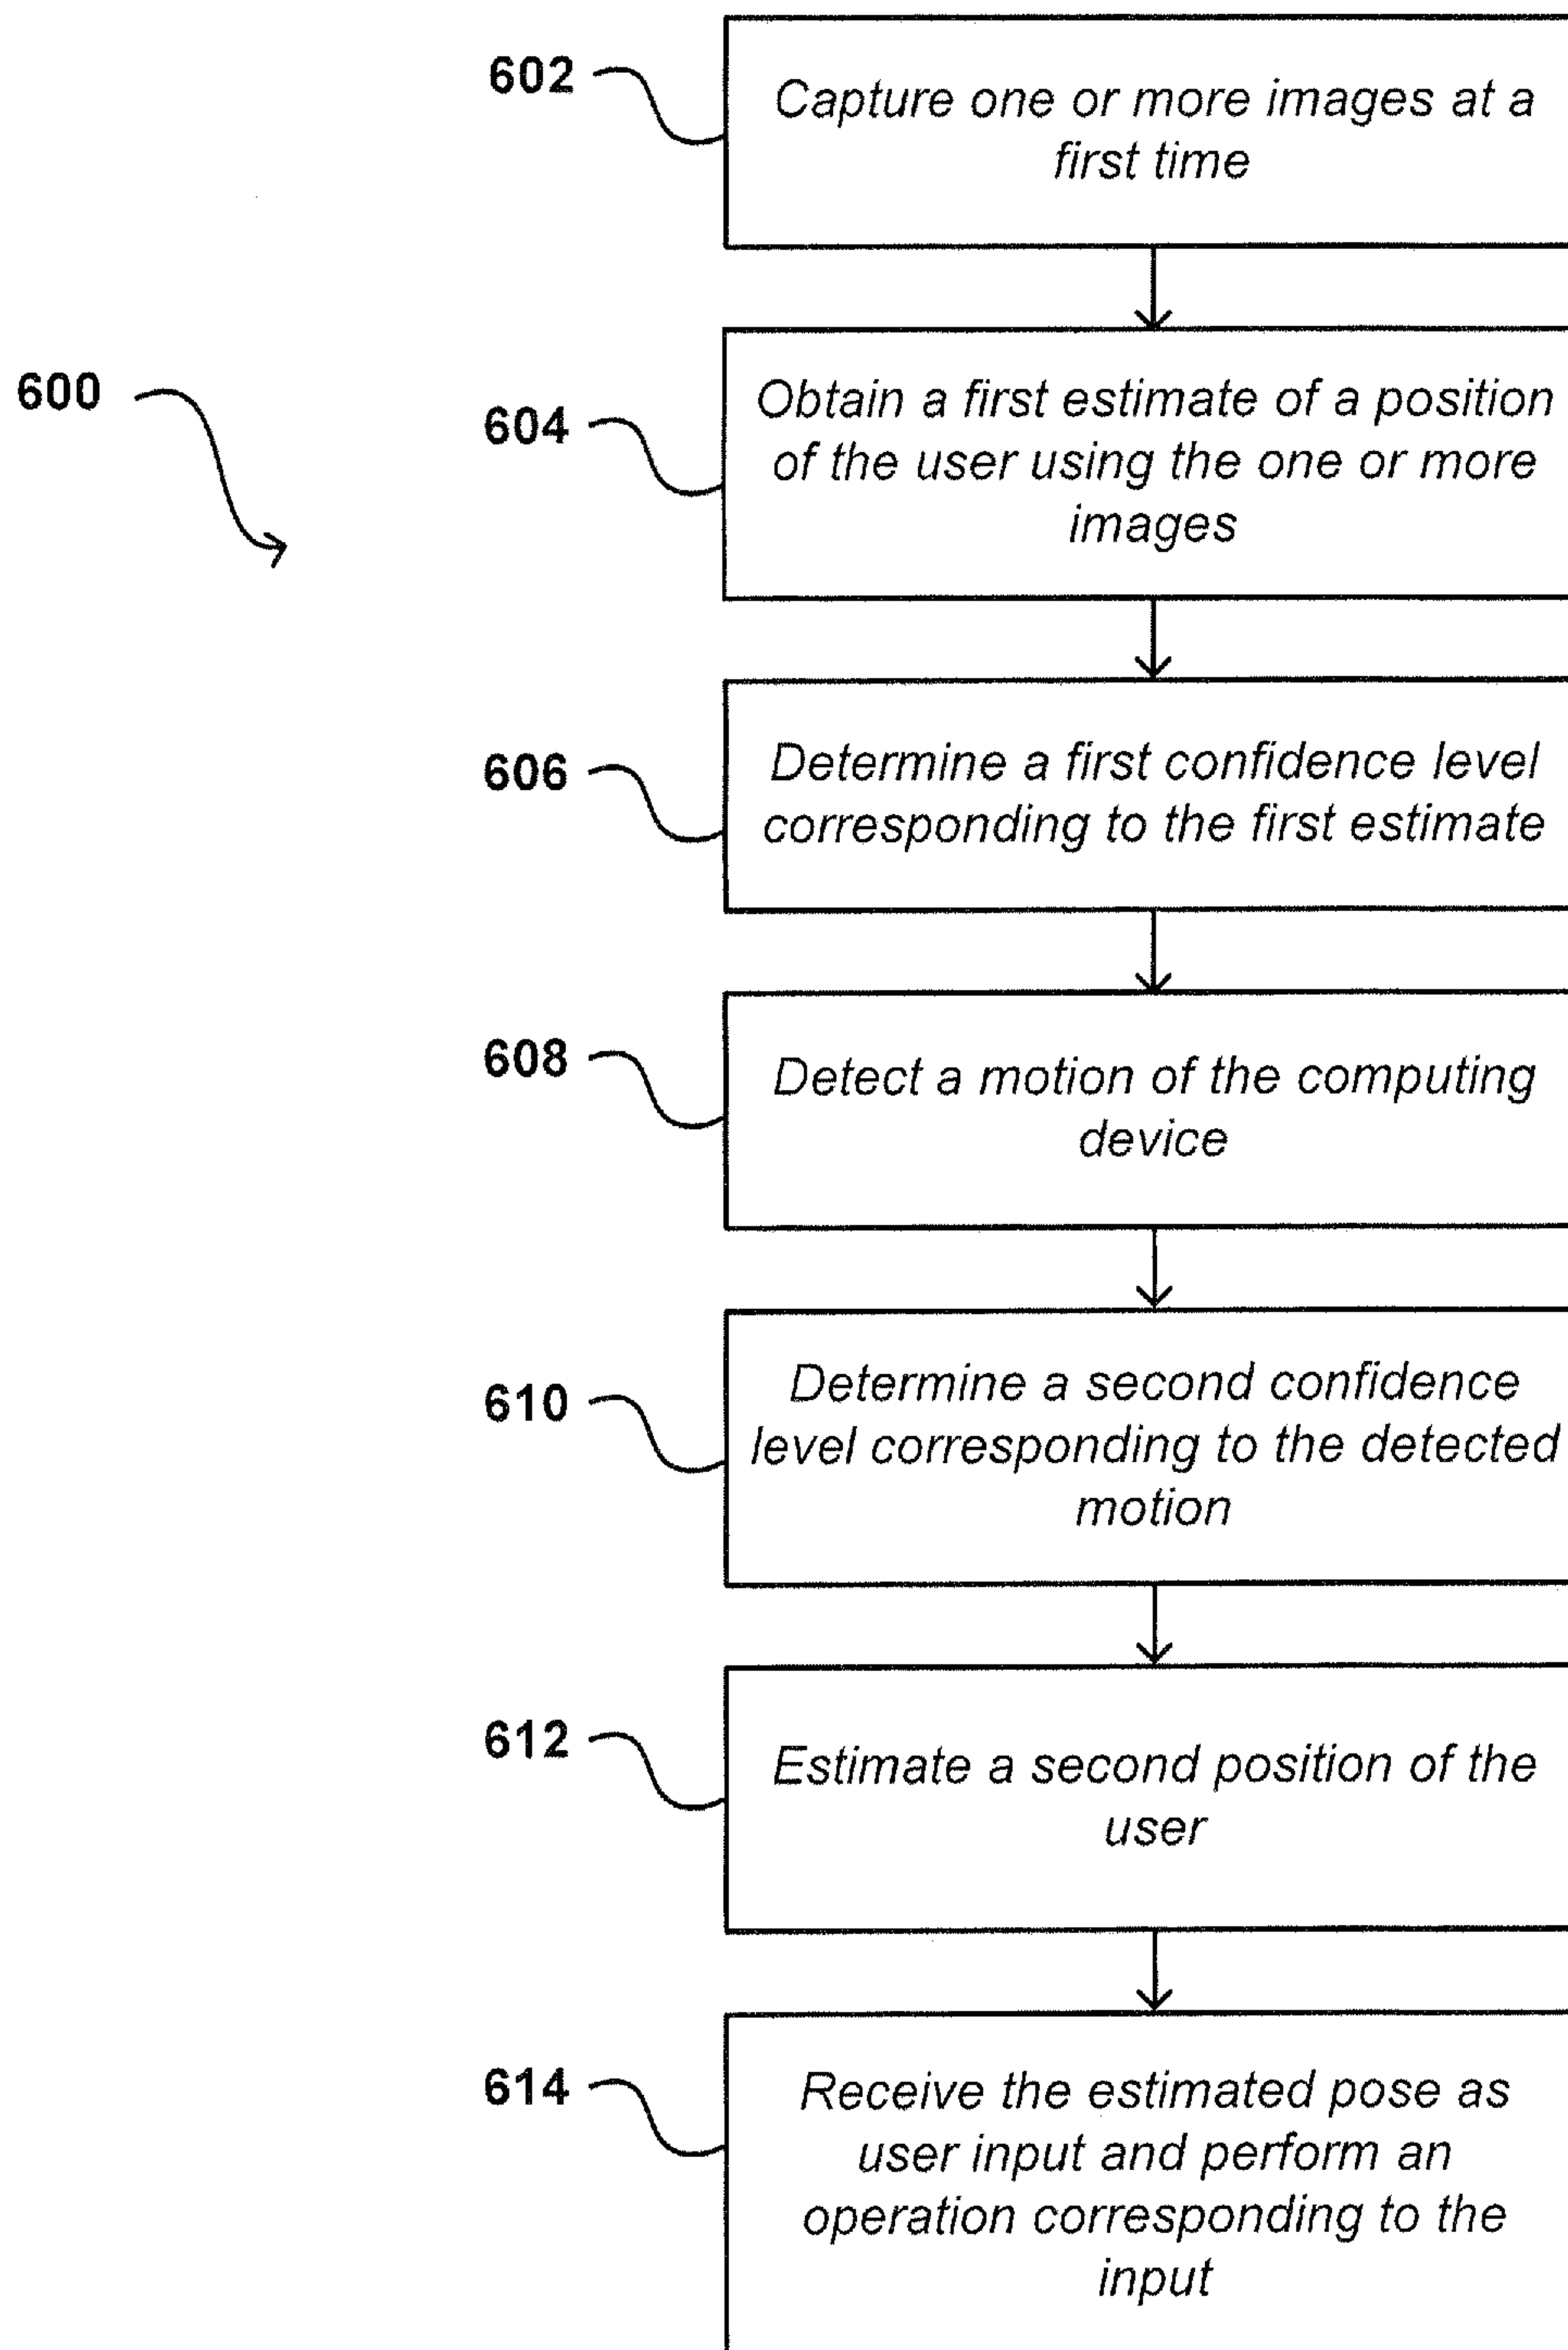 602
Capture one or more images at a
first time
600
604
Obtain a first estimate of a position
of the user using the one or more
images
606
Determine a first confidence level
corresponding to the first estimate
608
Detect a motion of the computing
device
610
Determine a second confidence
level corresponding to the detected
motion
612
Estimate a second position of the
user
614
Receive the estimated pose as
user input and perform an
operation corresponding to the
input